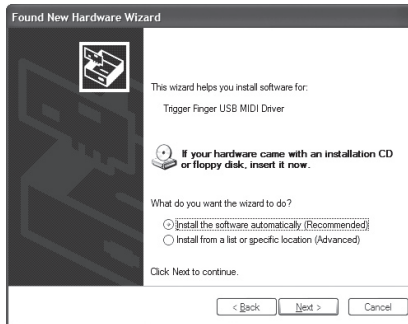 Found New Hardware Wizard
This wizard helps you install software for:
Trigger Finger USB MIDI Driver
If your hardware came with an installation CD
or floppy disk, insert it now.
What do you want the wizard to do?
Install the software automatically (Recommended)
Install from a list or specific location (Advanced)
Click Next to continue.
< Back Next > Cancel